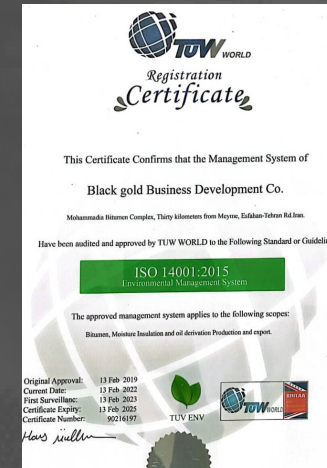 TUW WORLD
Registration
Certificate
This Certificate Confirms that the Management System of
Black gold Business Development Co.
Mohammadia Bitumen Complex, Thirty kilometers from Meyme, Esfahan-Tehran Rd.Iran.
Have been audited and approved by TUW WORLD to the Following Standard or Guideline
ISO 14001:2015
Environmental Management System
The approved management system applies to the following scopes:
Bitumen, Moisture Insulation and oil derivation Production and export.
Original Approval: 13 Feb 2019
Current Date: 13 Feb 2022
First Surveillance: 13 Feb 2023
Certificate Expiry: 13 Feb 2025
Certificate Number: 90216197
TUV ENV
TUW WORLD